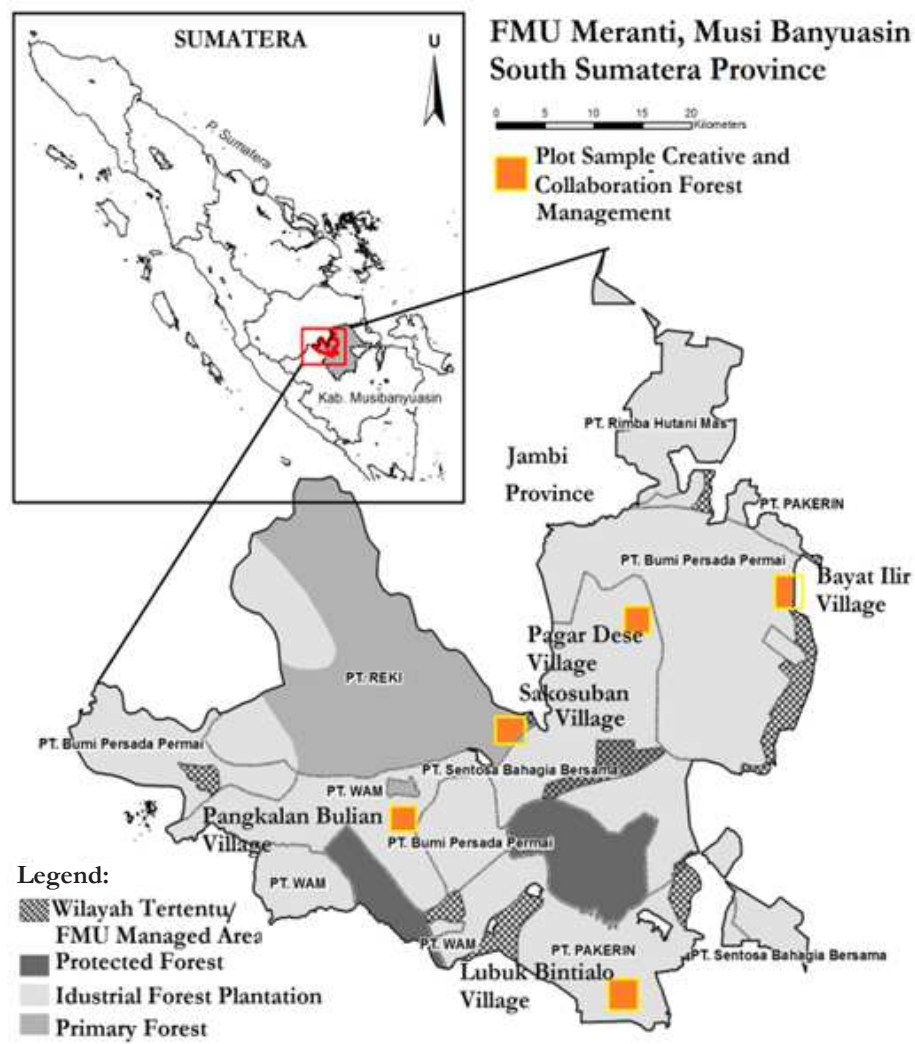 SUMATERA
U
P. Sumatera
Kab. Musibanyuasin
FMU Meranti, Musi Banyuasin
South Sumatera Province
0 5 10 15 20
Kilometers
Plot Sample Creative and
Collaboration Forest
Management
PT. Rimba Hutani Mas
Jambi
Province
PT. PAKERIN
PT. Bumi Persada Permai
Bayat Ilir
Village
Pagar Dese
Village
PT. REKI
Sakosuban
Village
PT. Bumi Persada Permai
PT. Sentosa Bahagia Bersama
PT. WAM
Pangkalan Bulian
Village
PT. Bumi Persada Permai
PT. WAM
PT. WAM
PT. PAKERIN
PT. Sentosa Bahagia Bersama
Lubuk Bintialo
Village
Legend:
Wilayah Tertentu/
FMU Managed Area
Protected Forest
Idustrial Forest Plantation
Primary Forest